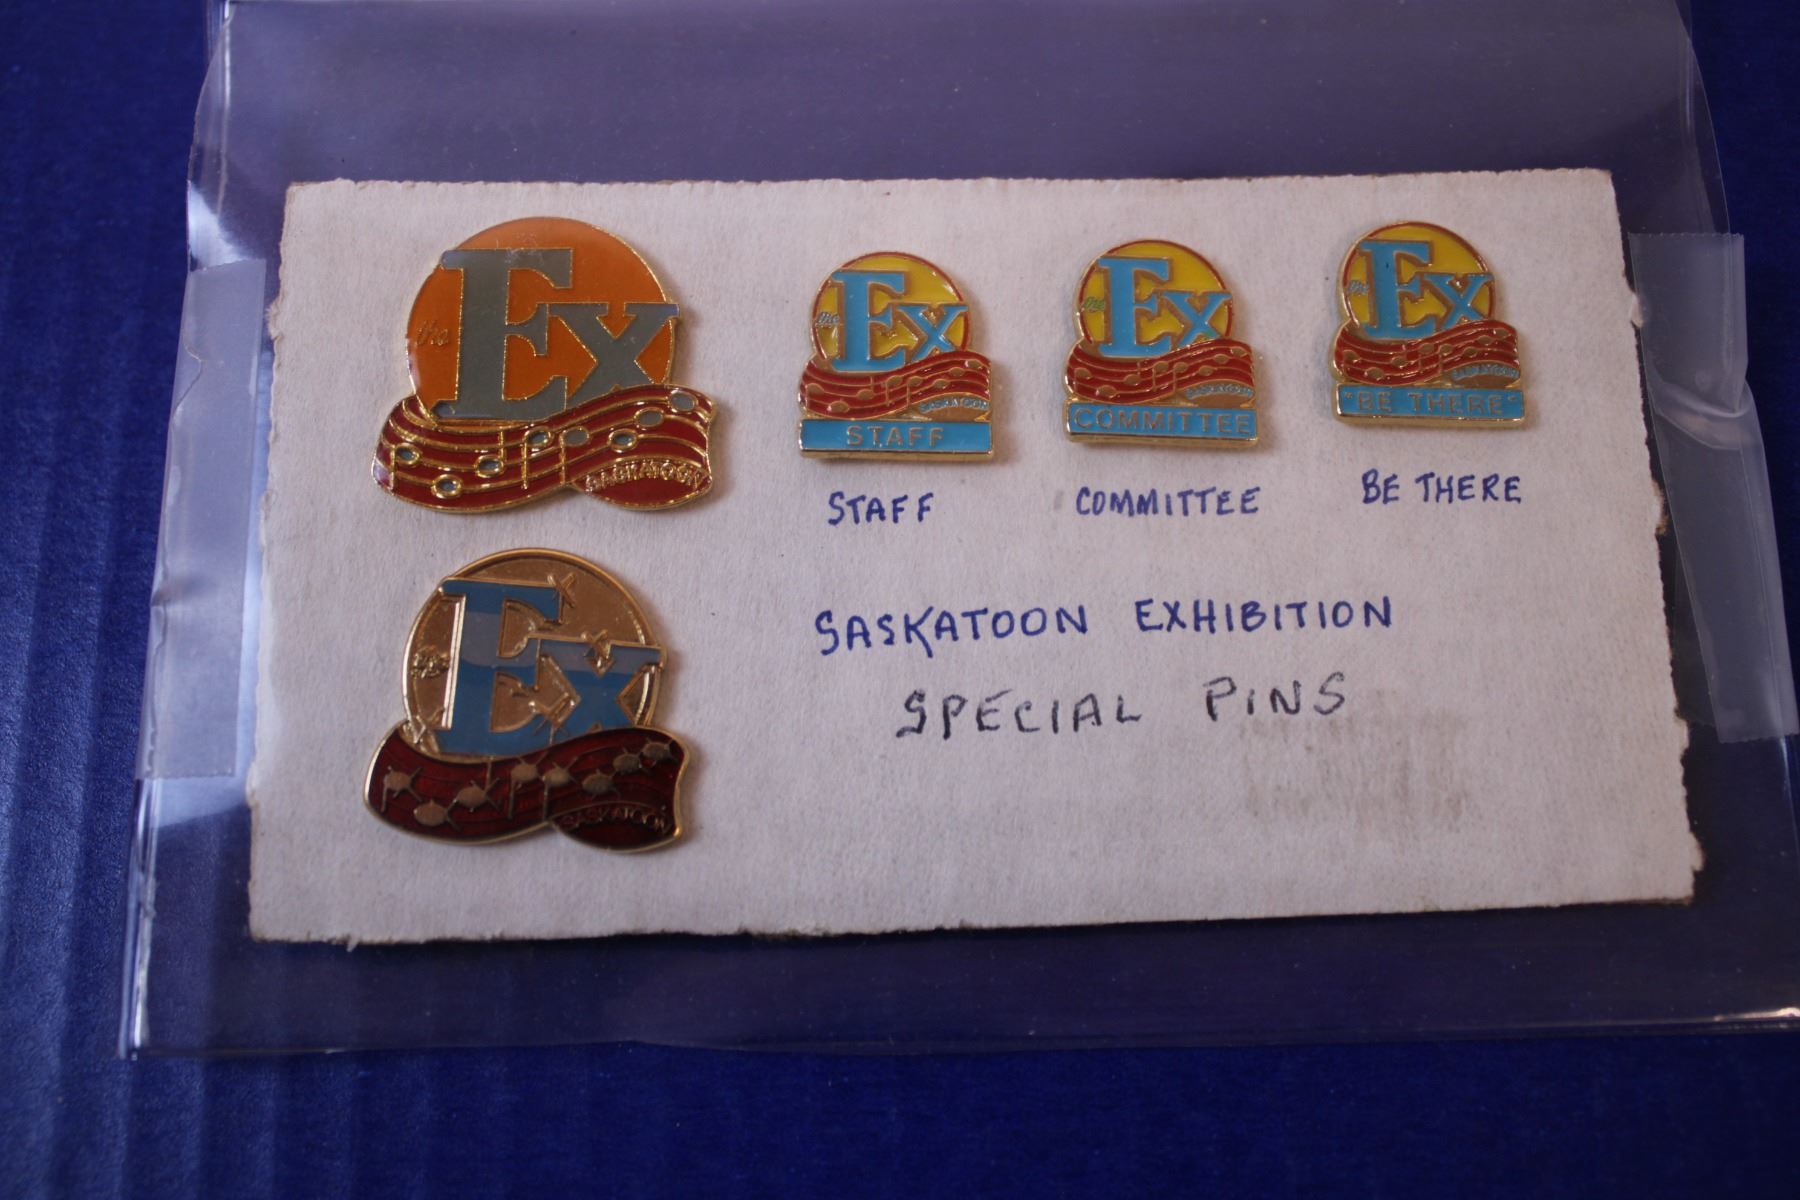 the Ex
SASKATOON
the Ex
SASKATOON
STAFF
the Ex
SASKATOON
COMMITTEE
the Ex
SASKATOON
"BE THERE"
STAFF
COMMITTEE
BE THERE
the Ex
SASKATOON
SASKATOON EXHIBITION
SPECIAL PINS